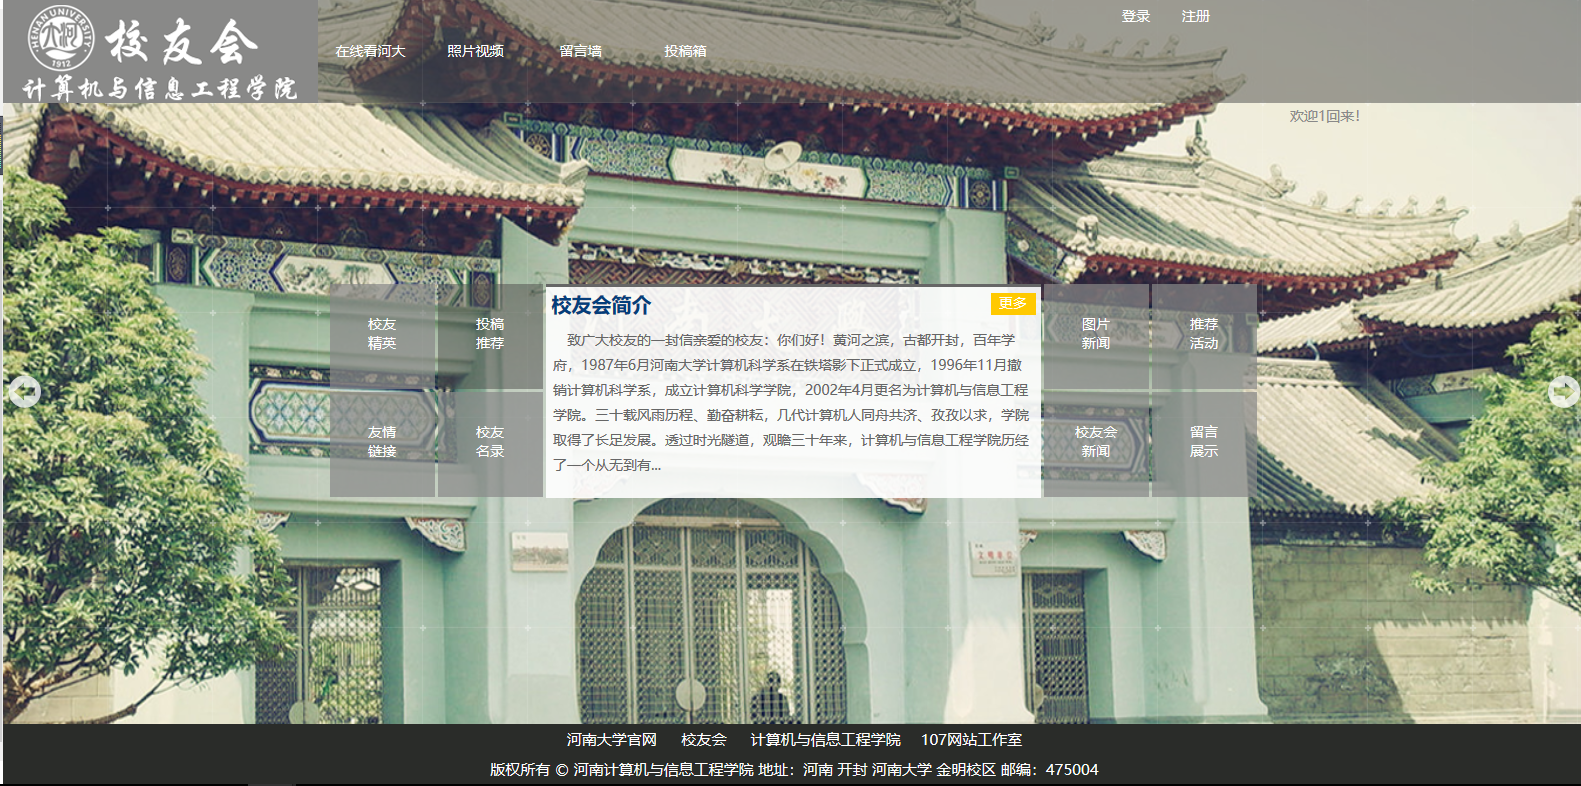 HENAN UNIVERSITY
1912
校友会
计算机与信息工程学院
登录 注册
在线看河大 照片视频 留言墙 投稿箱
欢迎1回来!
校友
精英
投稿
推荐
友情
链接
校友
名录
校友会简介 更多
致广大校友的一封信亲爱的校友：你们好！黄河之滨，古都开封，百年学
府，1987年6月河南大学计算机科学系在铁塔影下正式成立，1996年11月撤
销计算机科学系，成立计算机科学学院，2002年4月更名为计算机与信息工程
学院。三十载风雨历程、勤奋耕耘，几代计算机人同舟共济、孜孜以求，学院
取得了长足发展。透过时光隧道，观瞻三十年来，计算机与信息工程学院历经
了一个从无到有...
图片
新闻
推荐
活动
校友会
新闻
留言
展示
河南大学官网 校友会 计算机与信息工程学院 107网站工作室
版权所有 © 河南计算机与信息工程学院 地址：河南 开封 河南大学 金明校区 邮编：475004